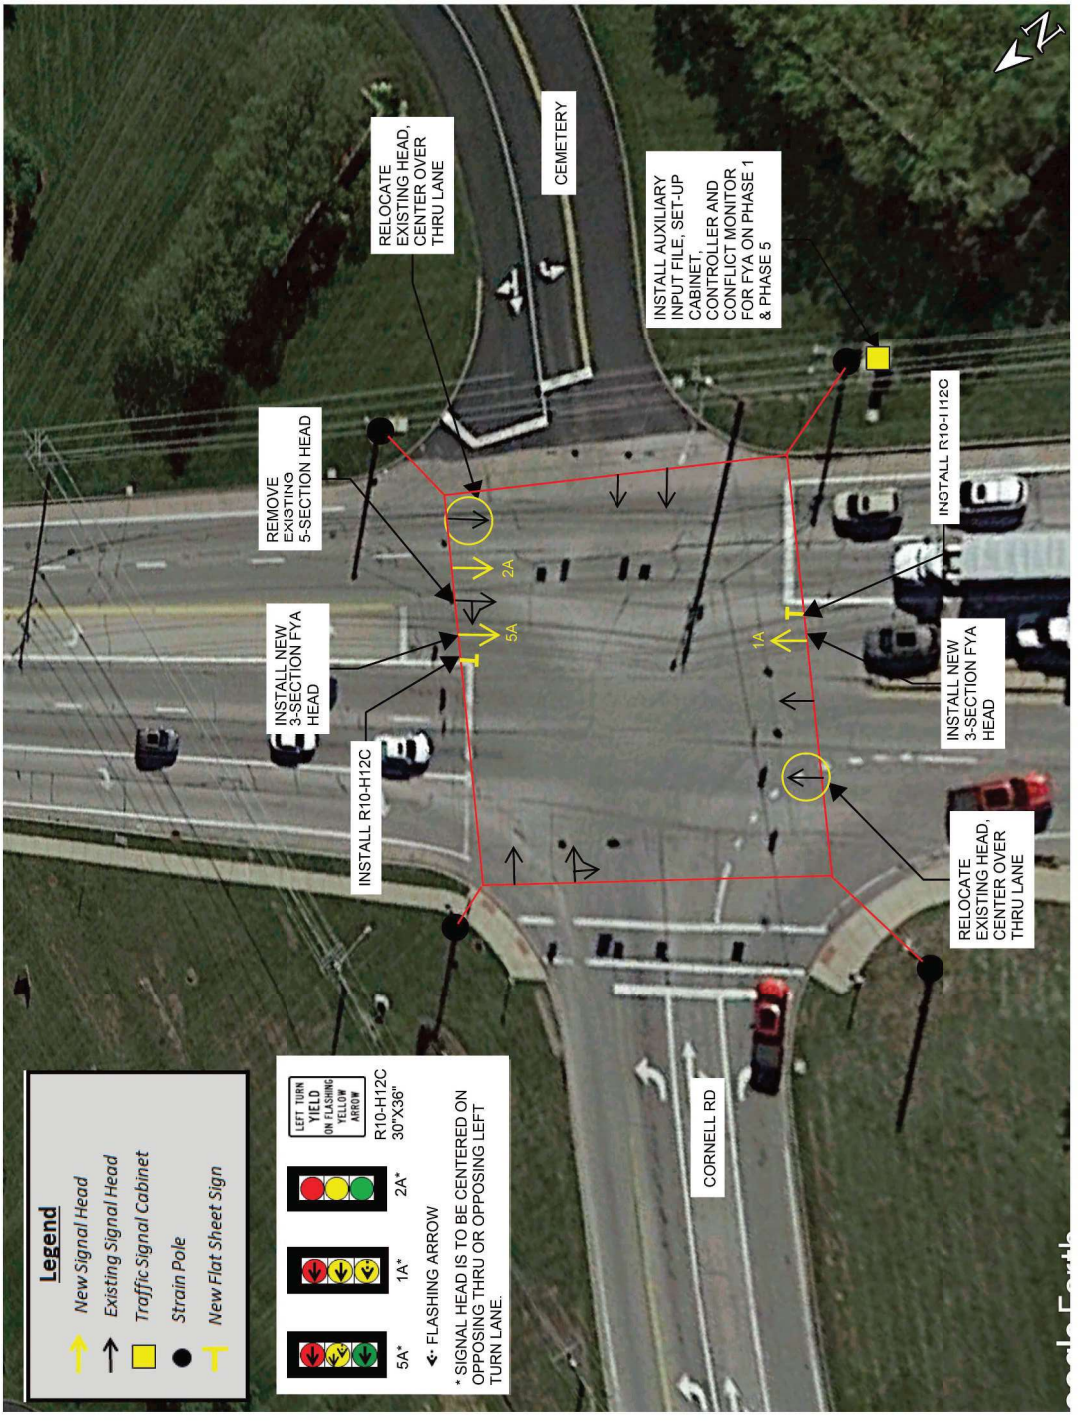 N
RELOCATE
EXISTING HEAD,
CENTER OVER
THRU LANE
CEMETERY
INSTALL AUXILIARY
INPUT FILE, SET-UP
CABINET,
CONTROLLER AND
CONFLICT MONITOR
FOR FYA ON PHASE 1
& PHASE 5
REMOVE
EXISTING
5-SECTION HEAD
INSTALL NEW
3-SECTION FYA
HEAD
INSTALL R10-H12C
2A
5A
1A
INSTALL R10-H12C
INSTALL NEW
3-SECTION FYA
HEAD
RELOCATE
EXISTING HEAD,
CENTER OVER
THRU LANE
CORNELL RD
Legend
New Signal Head
Existing Signal Head
Traffic Signal Cabinet
Strain Pole
New Flat Sheet Sign
LEFT TURN
YIELD
ON FLASHING
YELLOW
ARROW
R10-H12C
30"X36"
5A*
1A*
2A*
FLASHING ARROW
* SIGNAL HEAD IS TO BE CENTERED ON
OPPOSING THRU OR OPPOSING LEFT
TURN LANE.